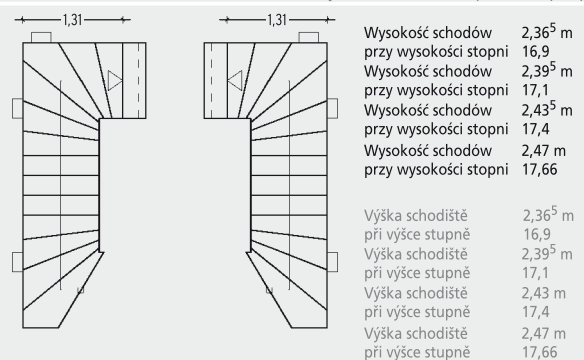 1,31
1,31
Wysokość schodów 2,36⁵ m
przy wysokości stopni 16,9
Wysokość schodów 2,39⁵ m
przy wysokości stopni 17,1
Wysokość schodów 2,43⁵ m
przy wysokości stopni 17,4
Wysokość schodów 2,47 m
przy wysokości stopni 17,66
Výška schodiště 2,36⁵ m
při výšce stupně 16,9
Výška schodiště 2,39⁵ m
při výšce stupně 17,1
Výška schodiště 2,43 m
při výšce stupně 17,4
Výška schodiště 2,47 m
při výšce stupně 17,66